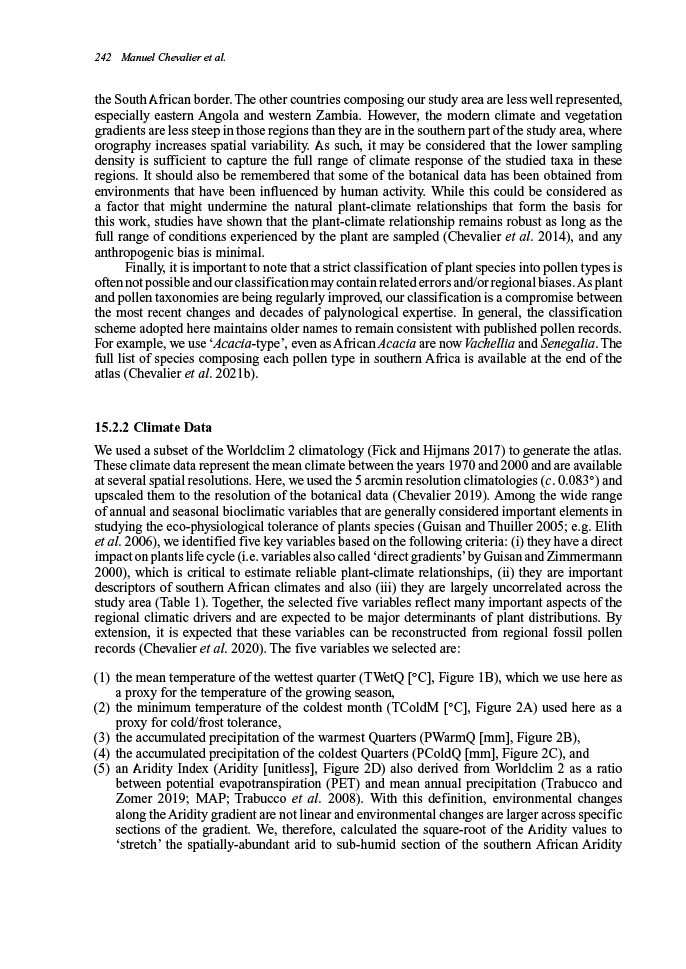 242 Manuel Chevalier et al.
the South African border. The other countries composing our study area are less well represented,
especially eastern Angola and western Zambia. However, the modern climate and vegetation
gradients are less steep in those regions than they are in the southern part of the study area, where
orography increases spatial variability. As such, it may be considered that the lower sampling
density is sufficient to capture the full range of climate response of the studied taxa in these
regions. It should also be remembered that some of the botanical data has been obtained from
environments that have been influenced by human activity. While this could be considered as
a factor that might undermine the natural plant-climate relationships that form the basis for
this work, studies have shown that the plant-climate relationship remains robust as long as the
full range of conditions experienced by the plant are sampled (Chevalier et al. 2014), and any
anthropogenic bias is minimal.
Finally, it is important to note that a strict classification of plant species into pollen types is
often not possible and our classification may contain related errors and/or regional biases. As plant
and pollen taxonomies are being regularly improved, our classification is a compromise between
the most recent changes and decades of palynological expertise. In general, the classification
scheme adopted here maintains older names to remain consistent with published pollen records.
For example, we use ‘Acacia-type’, even as African Acacia are now Vachellia and Senegalia. The
full list of species composing each pollen type in southern Africa is available at the end of the
atlas (Chevalier et al. 2021b).
15.2.2 Climate Data
We used a subset of the Worldclim 2 climatology (Fick and Hijmans 2017) to generate the atlas.
These climate data represent the mean climate between the years 1970 and 2000 and are available
at several spatial resolutions. Here, we used the 5 arcmin resolution climatologies (c. 0.083°) and
upscaled them to the resolution of the botanical data (Chevalier 2019). Among the wide range
of annual and seasonal bioclimatic variables that are generally considered important elements in
studying the eco-physiological tolerance of plants species (Guisan and Thuiller 2005; e.g. Elith
et al. 2006), we identified five key variables based on the following criteria: (i) they have a direct
impact on plants life cycle (i.e. variables also called ‘direct gradients’ by Guisan and Zimmermann
2000), which is critical to estimate reliable plant-climate relationships, (ii) they are important
descriptors of southern African climates and also (iii) they are largely uncorrelated across the
study area (Table 1). Together, the selected five variables reflect many important aspects of the
regional climatic drivers and are expected to be major determinants of plant distributions. By
extension, it is expected that these variables can be reconstructed from regional fossil pollen
records (Chevalier et al. 2020). The five variables we selected are:
(1) the mean temperature of the wettest quarter (TWetQ [°C], Figure 1B), which we use here as
a proxy for the temperature of the growing season,
(2) the minimum temperature of the coldest month (TColdM [°C], Figure 2A) used here as a
proxy for cold/frost tolerance,
(3) the accumulated precipitation of the warmest Quarters (PWarmQ [mm], Figure 2B),
(4) the accumulated precipitation of the coldest Quarters (PColdQ [mm], Figure 2C), and
(5) an Aridity Index (Aridity [unitless], Figure 2D) also derived from Worldclim 2 as a ratio
between potential evapotranspiration (PET) and mean annual precipitation (Trabucco and
Zomer 2019; MAP; Trabucco et al. 2008). With this definition, environmental changes
along the Aridity gradient are not linear and environmental changes are larger across specific
sections of the gradient. We, therefore, calculated the square-root of the Aridity values to
‘stretch’ the spatially-abundant arid to sub-humid section of the southern African Aridity